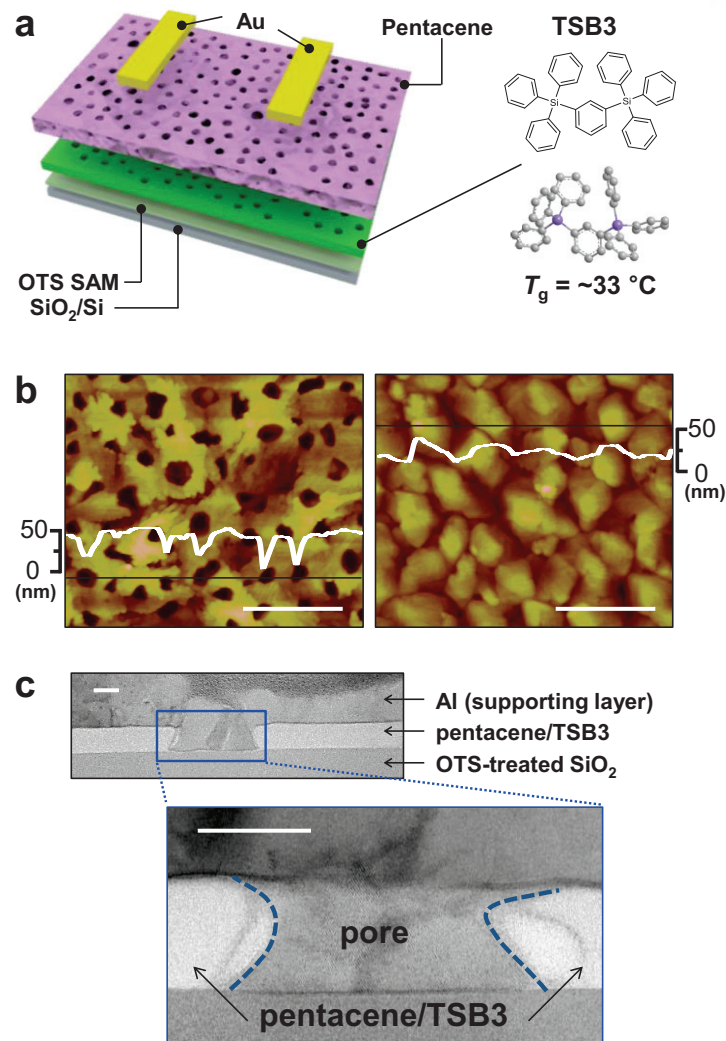 a
Au
Pentacene
TSB3
Si
Si
OTS SAM
SiO₂/Si
Tg = ~33 °C
b
50
0
(nm)
50
0
(nm)
c
Al (supporting layer)
pentacene/TSB3
OTS-treated SiO₂
pore
pentacene/TSB3